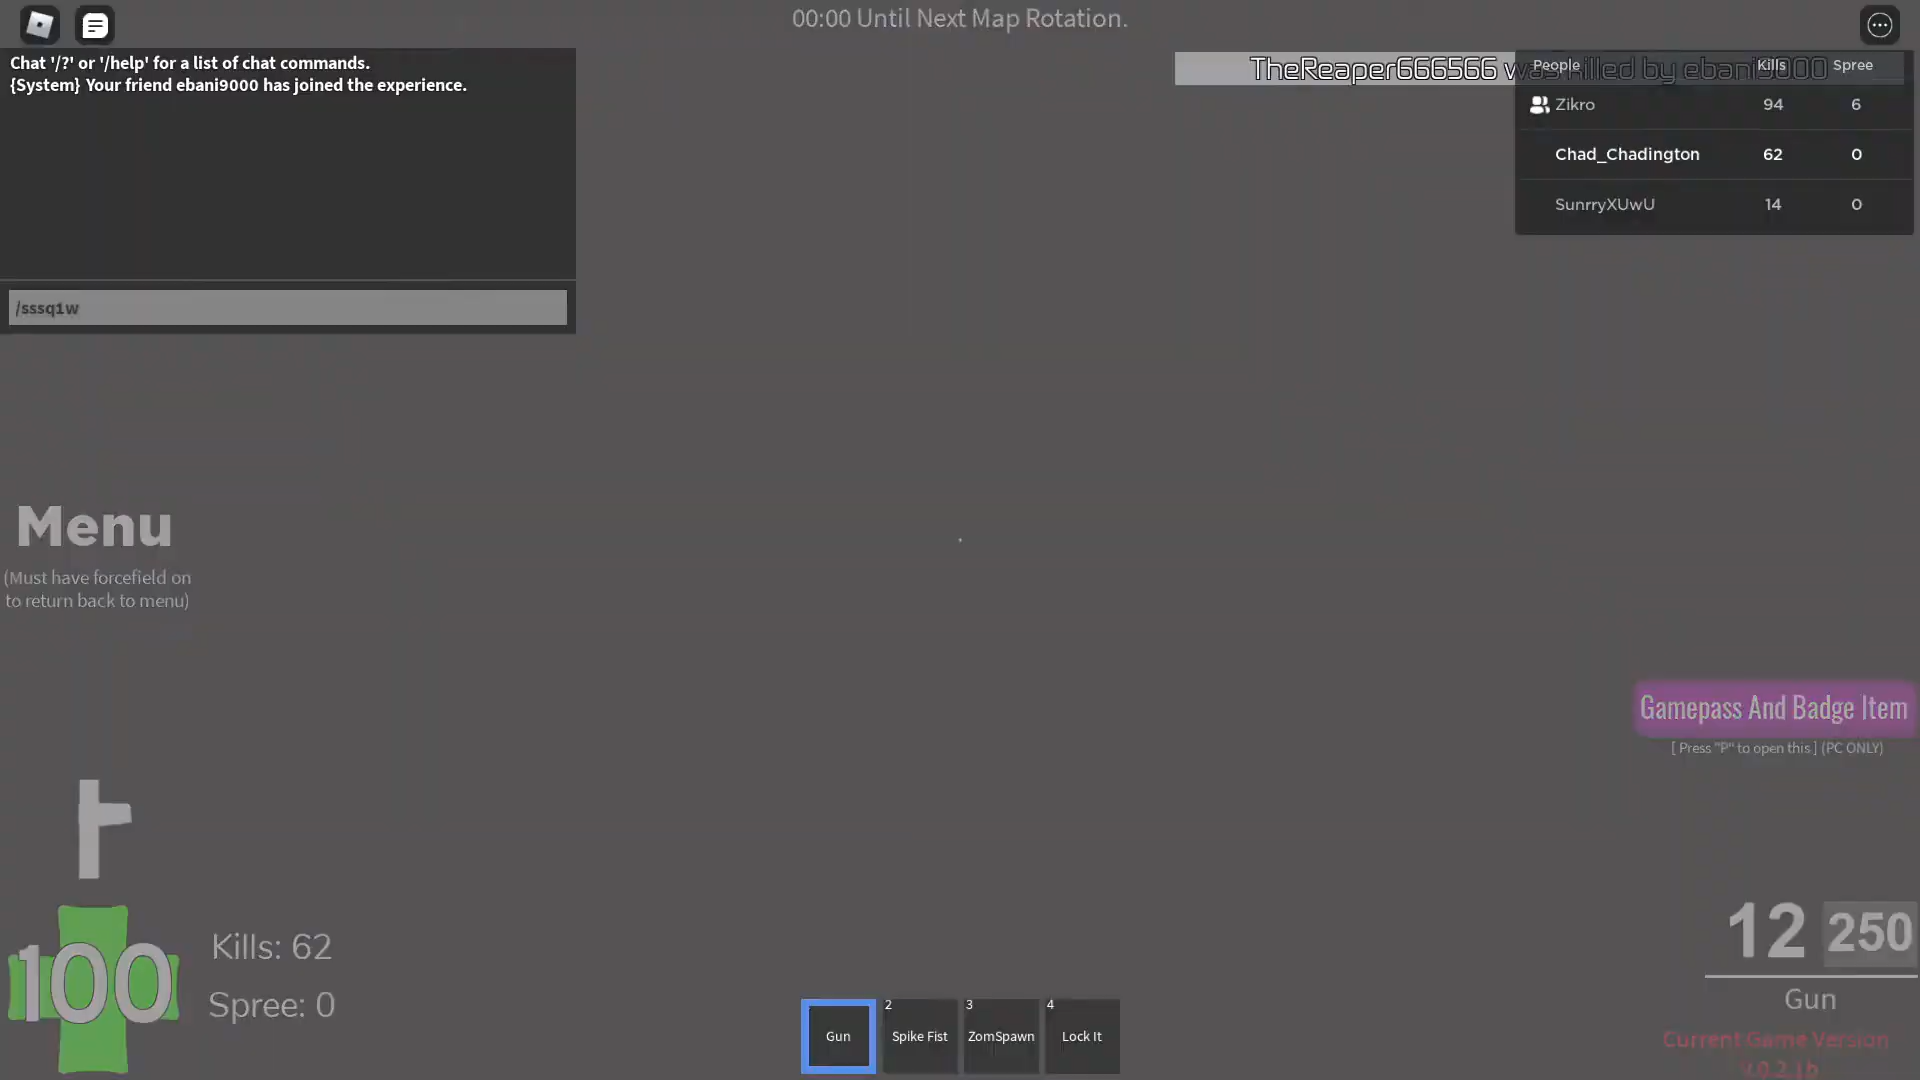 00:00 Until Next Map Rotation.
Chat '/?' or '/help' for a list of chat commands.
{System} Your friend ebani9000 has joined the experience.
/sssq1w
TheReaper666566 was killed by ebani9000
People Kills Spree
Zikro 94 6
Chad_Chadington 62 0
SunrryXUwU 14 0
Menu
(Must have forcefield on
to return back to menu)
Gamepass And Badge Item
[ Press "P" to open this ] (PC ONLY)
100
Kills: 62
Spree: 0
Gun
2 Spike Fist
3 ZomSpawn
4 Lock It
12 250
Gun
Current Game Version